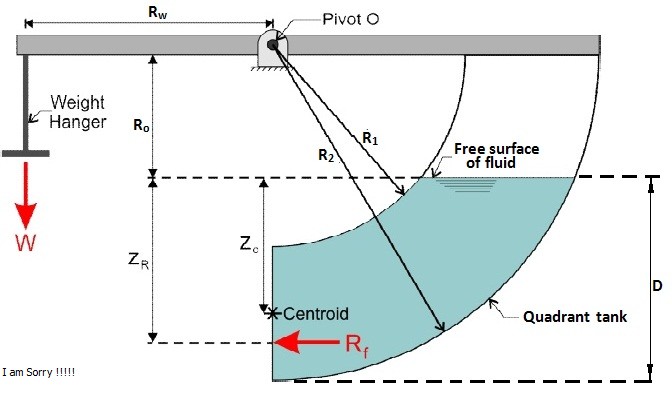 Rw
Pivot O
Weight
Hanger
Ro
R1
R2
Free surface
of fluid
W
ZR
Zc
D
Centroid
Quadrant tank
Rf
I am Sorry !!!!!